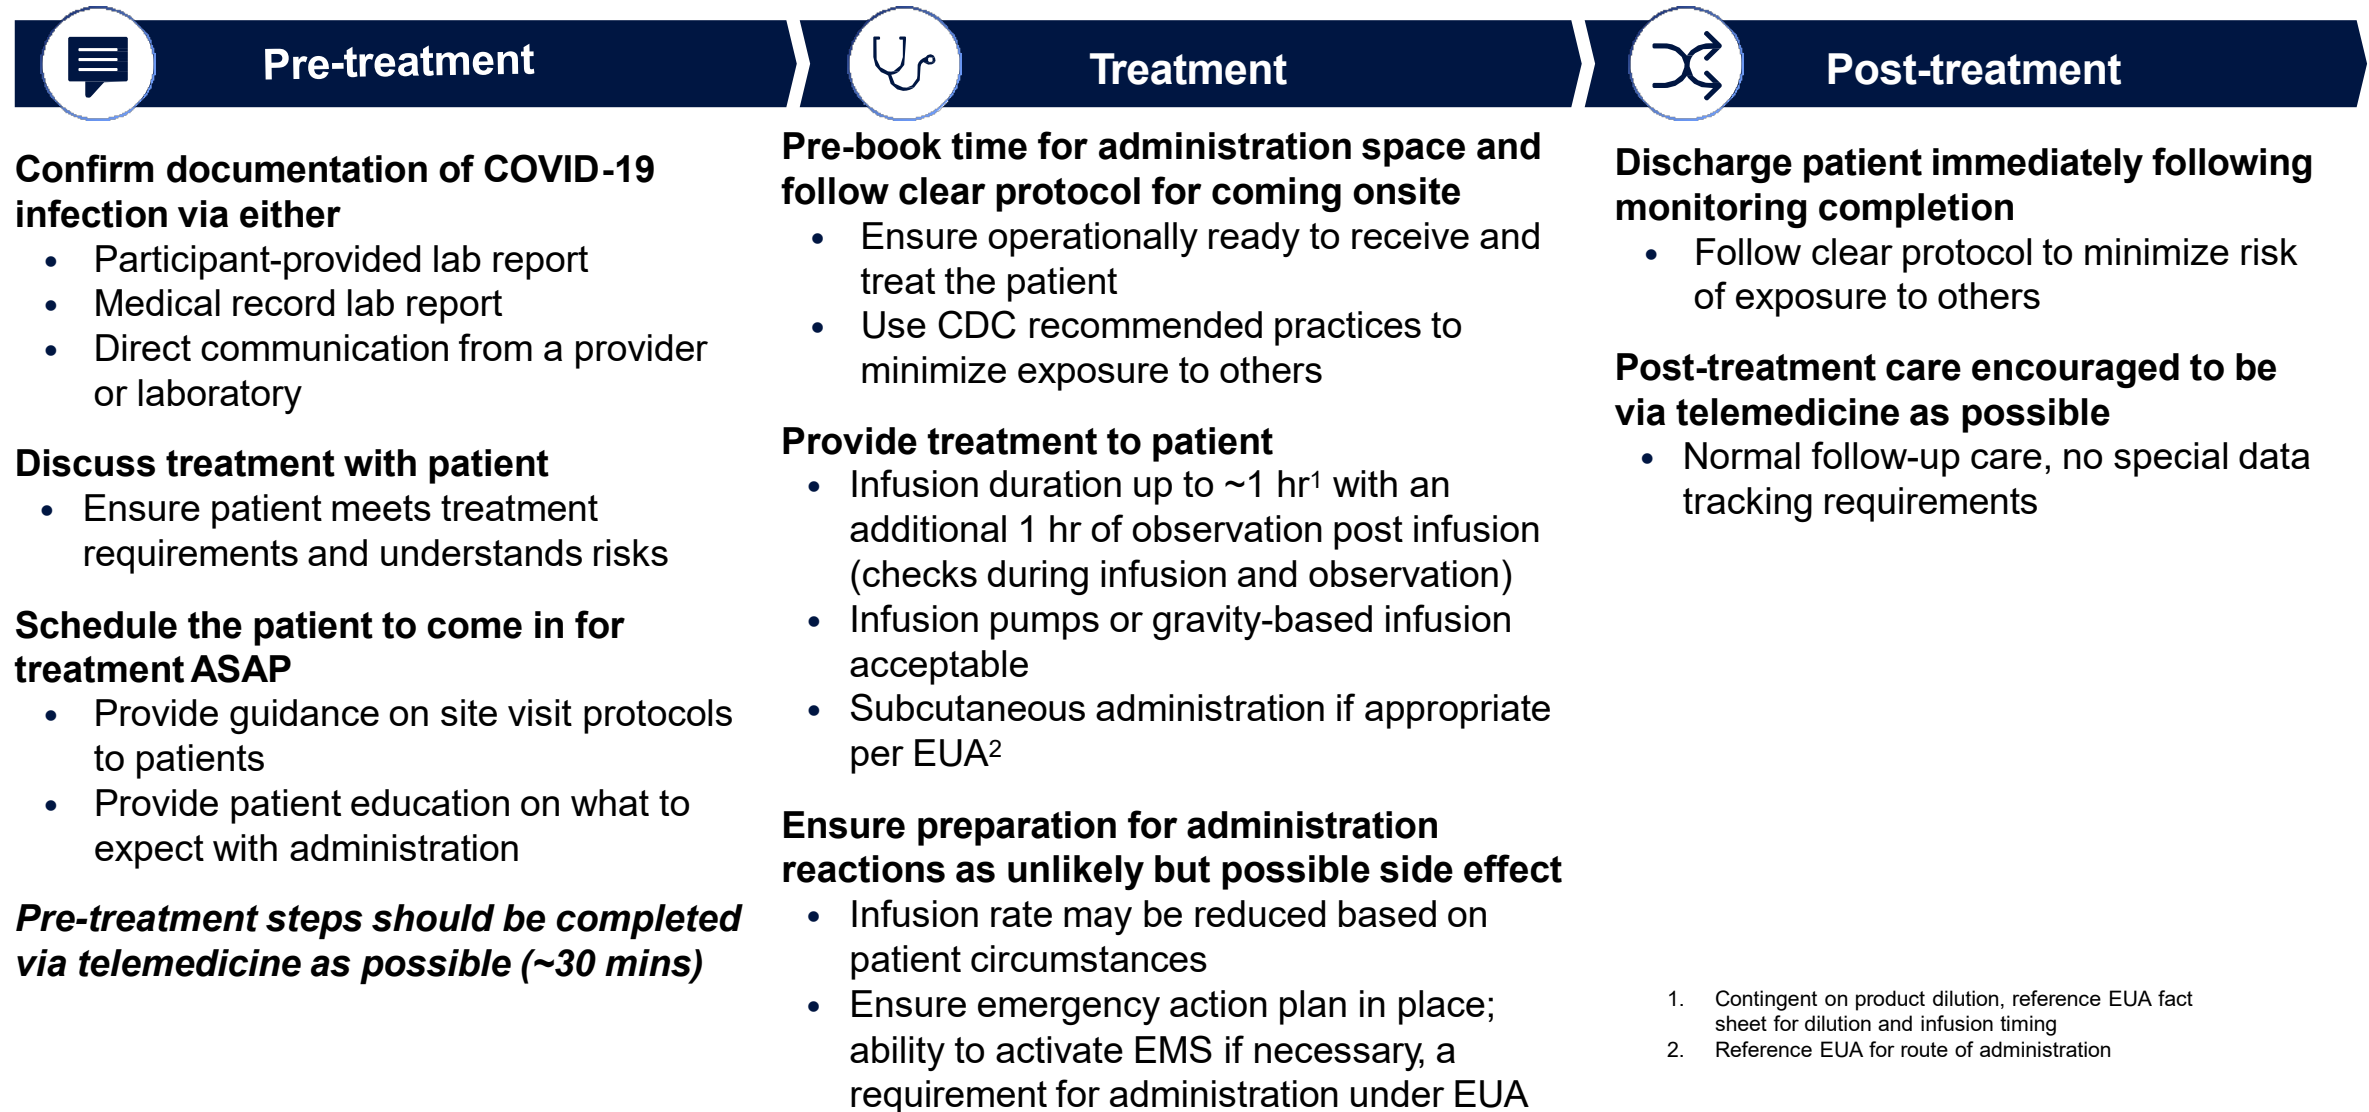 Pre-treatment
Confirm documentation of COVID-19
infection via either
• Participant-provided lab report
• Medical record lab report
• Direct communication from a provider
or laboratory
Discuss treatment with patient
• Ensure patient meets treatment
requirements and understands risks
Schedule the patient to come in for
treatment ASAP
• Provide guidance on site visit protocols
to patients
• Provide patient education on what to
expect with administration
Pre-treatment steps should be completed
via telemedicine as possible (~30 mins)
Treatment
Pre-book time for administration space and
follow clear protocol for coming onsite
• Ensure operationally ready to receive and
treat the patient
• Use CDC recommended practices to
minimize exposure to others
Provide treatment to patient
• Infusion duration up to ~1 hr¹ with an
additional 1 hr of observation post infusion
(checks during infusion and observation)
• Infusion pumps or gravity-based infusion
acceptable
• Subcutaneous administration if appropriate
per EUA²
Ensure preparation for administration
reactions as unlikely but possible side effect
• Infusion rate may be reduced based on
patient circumstances
• Ensure emergency action plan in place;
ability to activate EMS if necessary, a
requirement for administration under EUA
Post-treatment
Discharge patient immediately following
monitoring completion
• Follow clear protocol to minimize risk
of exposure to others
Post-treatment care encouraged to be
via telemedicine as possible
• Normal follow-up care, no special data
tracking requirements
1. Contingent on product dilution, reference EUA fact
sheet for dilution and infusion timing
2. Reference EUA for route of administration